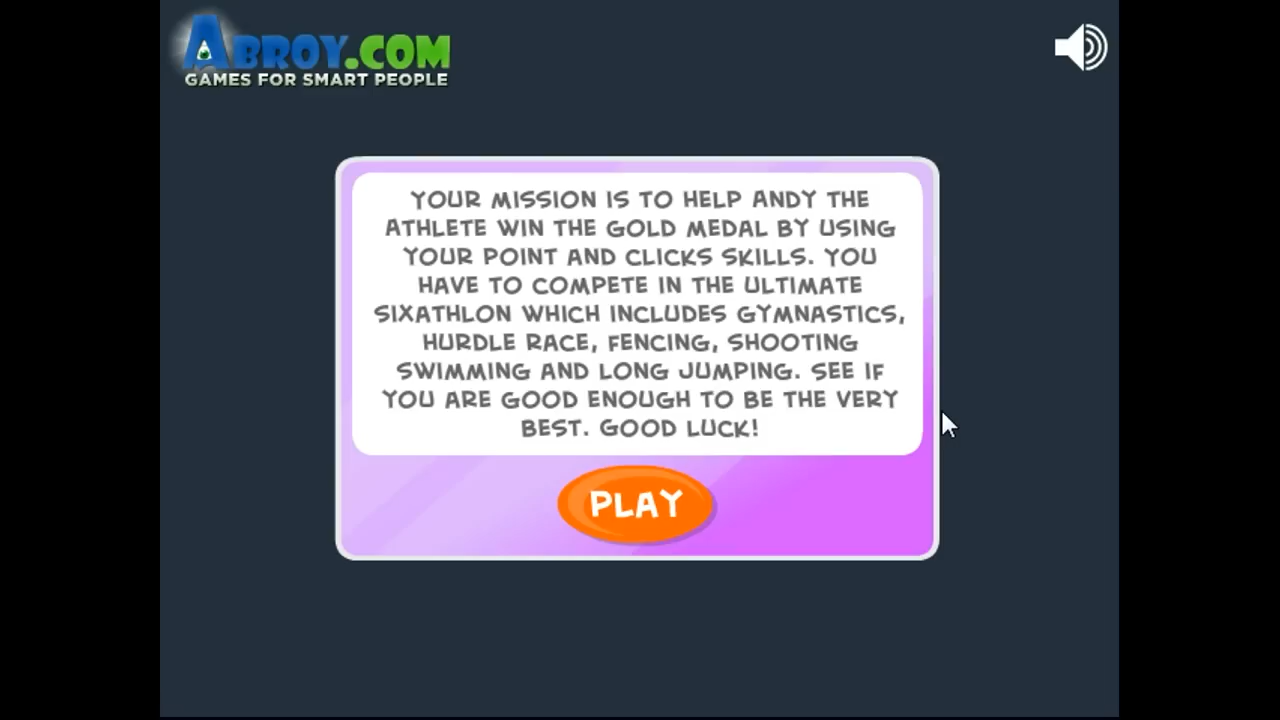 ABROY.COM
GAMES FOR SMART PEOPLE
YOUR MISSION IS TO HELP ANDY THE
ATHLETE WIN THE GOLD MEDAL BY USING
YOUR POINT AND CLICKS SKILLS. YOU
HAVE TO COMPETE IN THE ULTIMATE
SIXATHLON WHICH INCLUDES GYMNASTICS,
HURDLE RACE, FENCING, SHOOTING
SWIMMING AND LONG JUMPING. SEE IF
YOU ARE GOOD ENOUGH TO BE THE VERY
BEST. GOOD LUCK!
PLAY